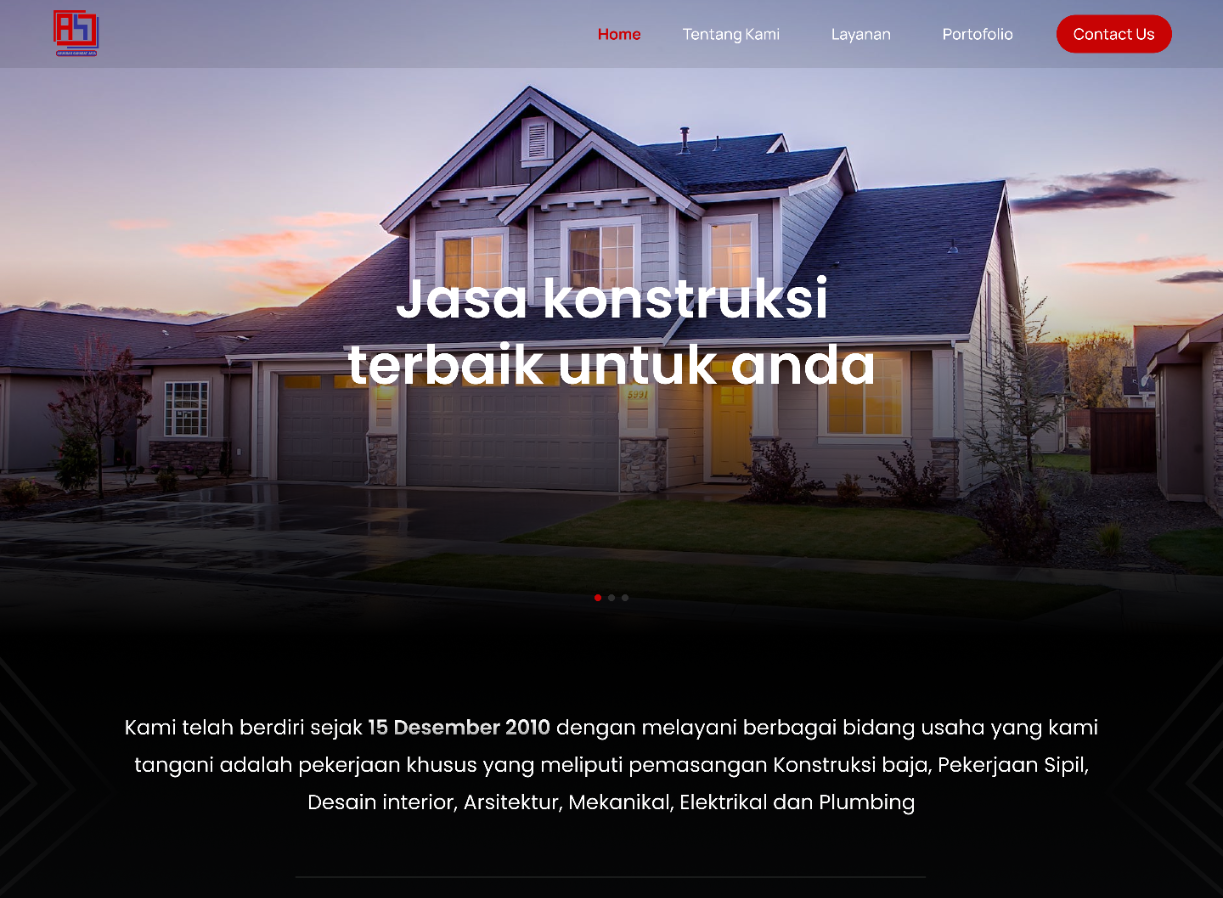 ASJ
Home
Tentang Kami
Layanan
Portofolio
Contact Us
Jasa konstruksi
terbaik untuk anda
5921
Kami telah berdiri sejak 15 Desember 2010 dengan melayani berbagai bidang usaha yang kami
tangani adalah pekerjaan khusus yang meliputi pemasangan Konstruksi baja, Pekerjaan Sipil,
Desain interior, Arsitektur, Mekanikal, Elektrikal dan Plumbing